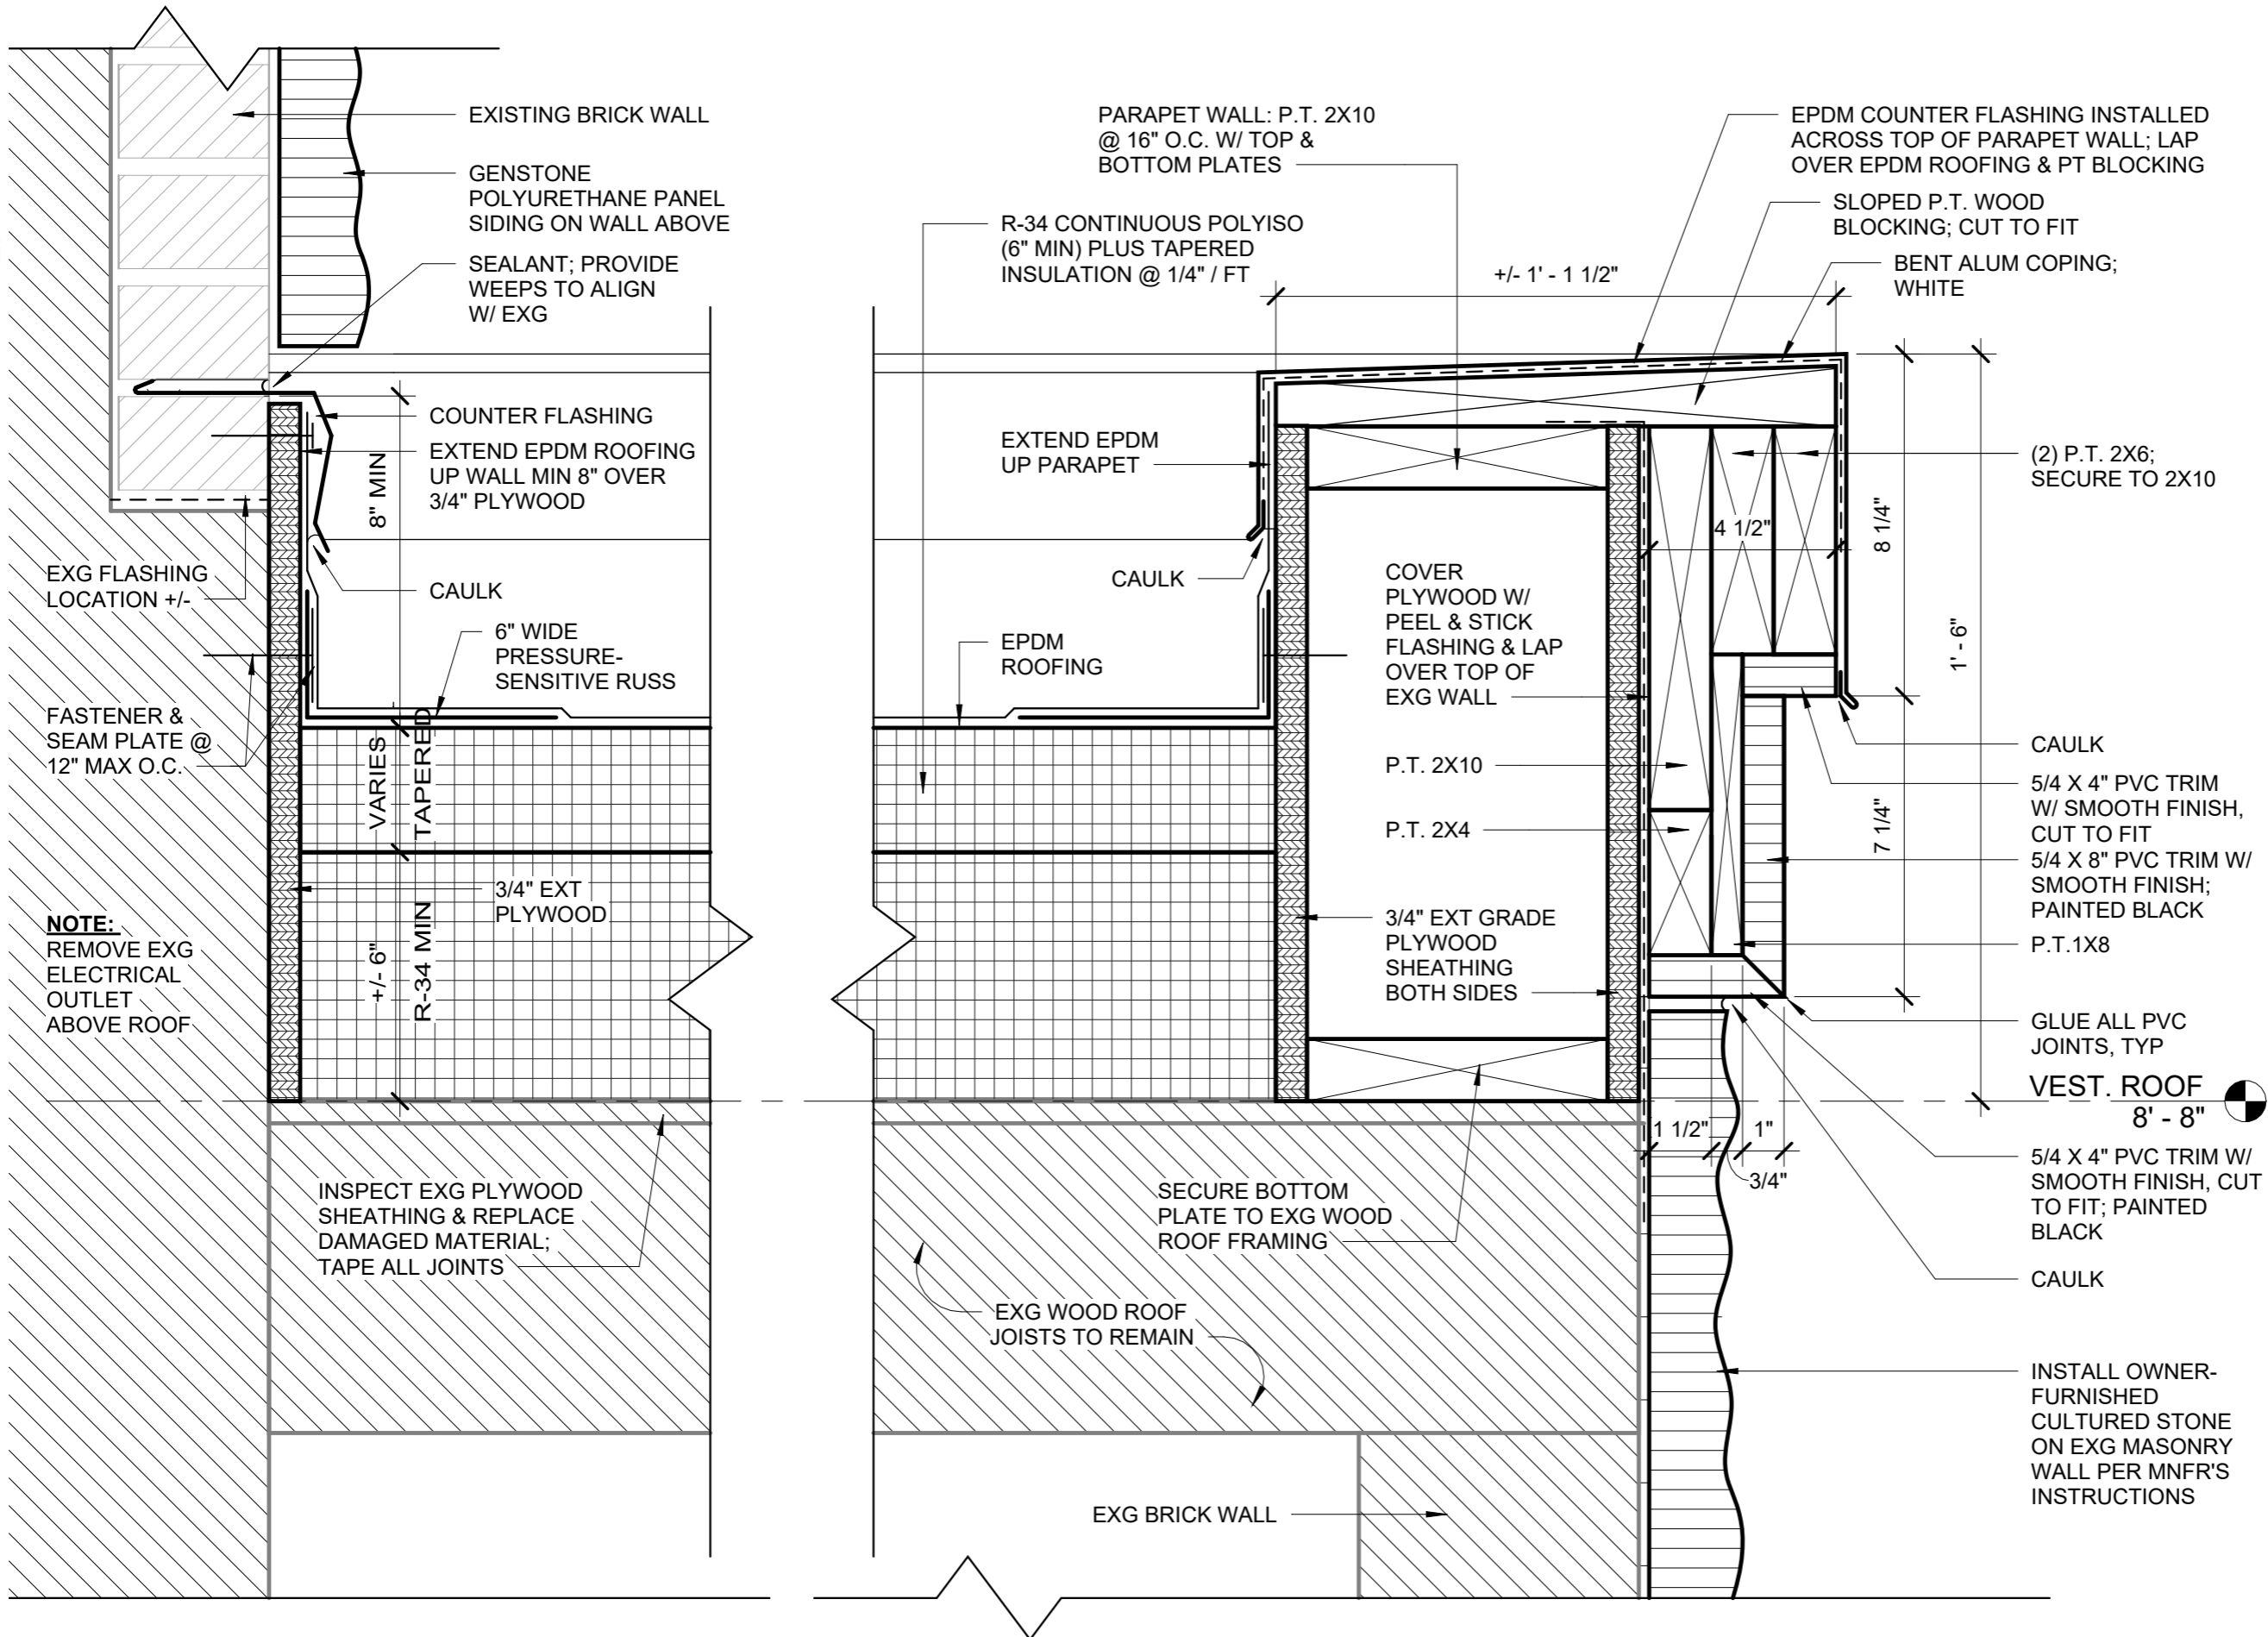 EXISTING BRICK WALL
GENSTONE
POLYURETHANE PANEL
SIDING ON WALL ABOVE
SEALANT; PROVIDE
WEEPS TO ALIGN
W/ EXG
COUNTER FLASHING
EXTEND EPDM ROOFING
UP WALL MIN 8" OVER
3/4" PLYWOOD
8" MIN
EXG FLASHING
LOCATION +/-
CAULK
6" WIDE
PRESSURE-
SENSITIVE RUSS
FASTENER &
SEAM PLATE @
12" MAX O.C.
VARIES
TAPERED
3/4" EXT
PLYWOOD
+/- 6"
R-34 MIN
NOTE:
REMOVE EXG
ELECTRICAL
OUTLET
ABOVE ROOF
INSPECT EXG PLYWOOD
SHEATHING & REPLACE
DAMAGED MATERIAL;
TAPE ALL JOINTS
PARAPET WALL: P.T. 2X10
@ 16" O.C. W/ TOP &
BOTTOM PLATES
R-34 CONTINUOUS POLYISO
(6" MIN) PLUS TAPERED
INSULATION @ 1/4" / FT
+/- 1' - 1 1/2"
EXTEND EPDM
UP PARAPET
CAULK
EPDM
ROOFING
COVER
PLYWOOD W/
PEEL & STICK
FLASHING & LAP
OVER TOP OF
EXG WALL
P.T. 2X10
P.T. 2X4
3/4" EXT GRADE
PLYWOOD
SHEATHING
BOTH SIDES
SECURE BOTTOM
PLATE TO EXG WOOD
ROOF FRAMING
EXG WOOD ROOF
JOISTS TO REMAIN
EXG BRICK WALL
EPDM COUNTER FLASHING INSTALLED
ACROSS TOP OF PARAPET WALL; LAP
OVER EPDM ROOFING & PT BLOCKING
SLOPED P.T. WOOD
BLOCKING; CUT TO FIT
BENT ALUM COPING;
WHITE
(2) P.T. 2X6;
SECURE TO 2X10
4 1/2"
8 1/4"
1' - 6"
7 1/4"
CAULK
5/4 X 4" PVC TRIM
W/ SMOOTH FINISH,
CUT TO FIT
5/4 X 8" PVC TRIM W/
SMOOTH FINISH;
PAINTED BLACK
P.T.1X8
GLUE ALL PVC
JOINTS, TYP
VEST. ROOF
8' - 8"
1 1/2"
1"
3/4"
5/4 X 4" PVC TRIM W/
SMOOTH FINISH, CUT
TO FIT; PAINTED
BLACK
CAULK
INSTALL OWNER-
FURNISHED
CULTURED STONE
ON EXG MASONRY
WALL PER MNFR'S
INSTRUCTIONS